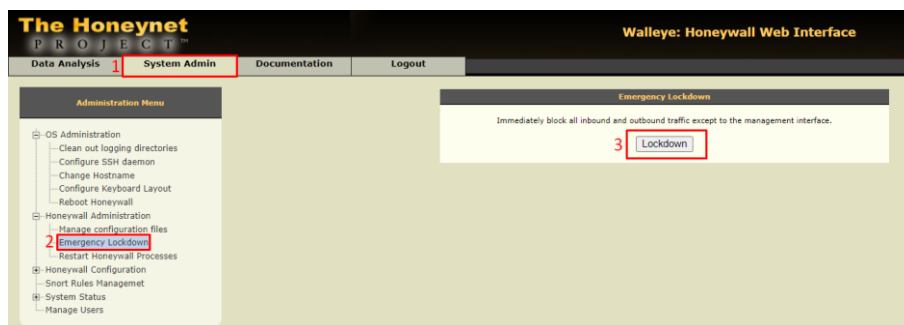 The Honeynet
PROJECT™
Walleye: Honeywall Web Interface
Data Analysis 1 System Admin Documentation Logout
Administration Menu
OS Administration
Clean out logging directories
Configure SSH daemon
Change Hostname
Configure Keyboard Layout
Reboot Honeywall
Honeywall Administration
Manage configuration files
2 Emergency Lockdown
Restart Honeywall Processes
Honeywall Configuration
Snort Rules Managemet
System Status
Manage Users
Emergency Lockdown
Immediately block all inbound and outbound traffic except to the management interface.
3 Lockdown